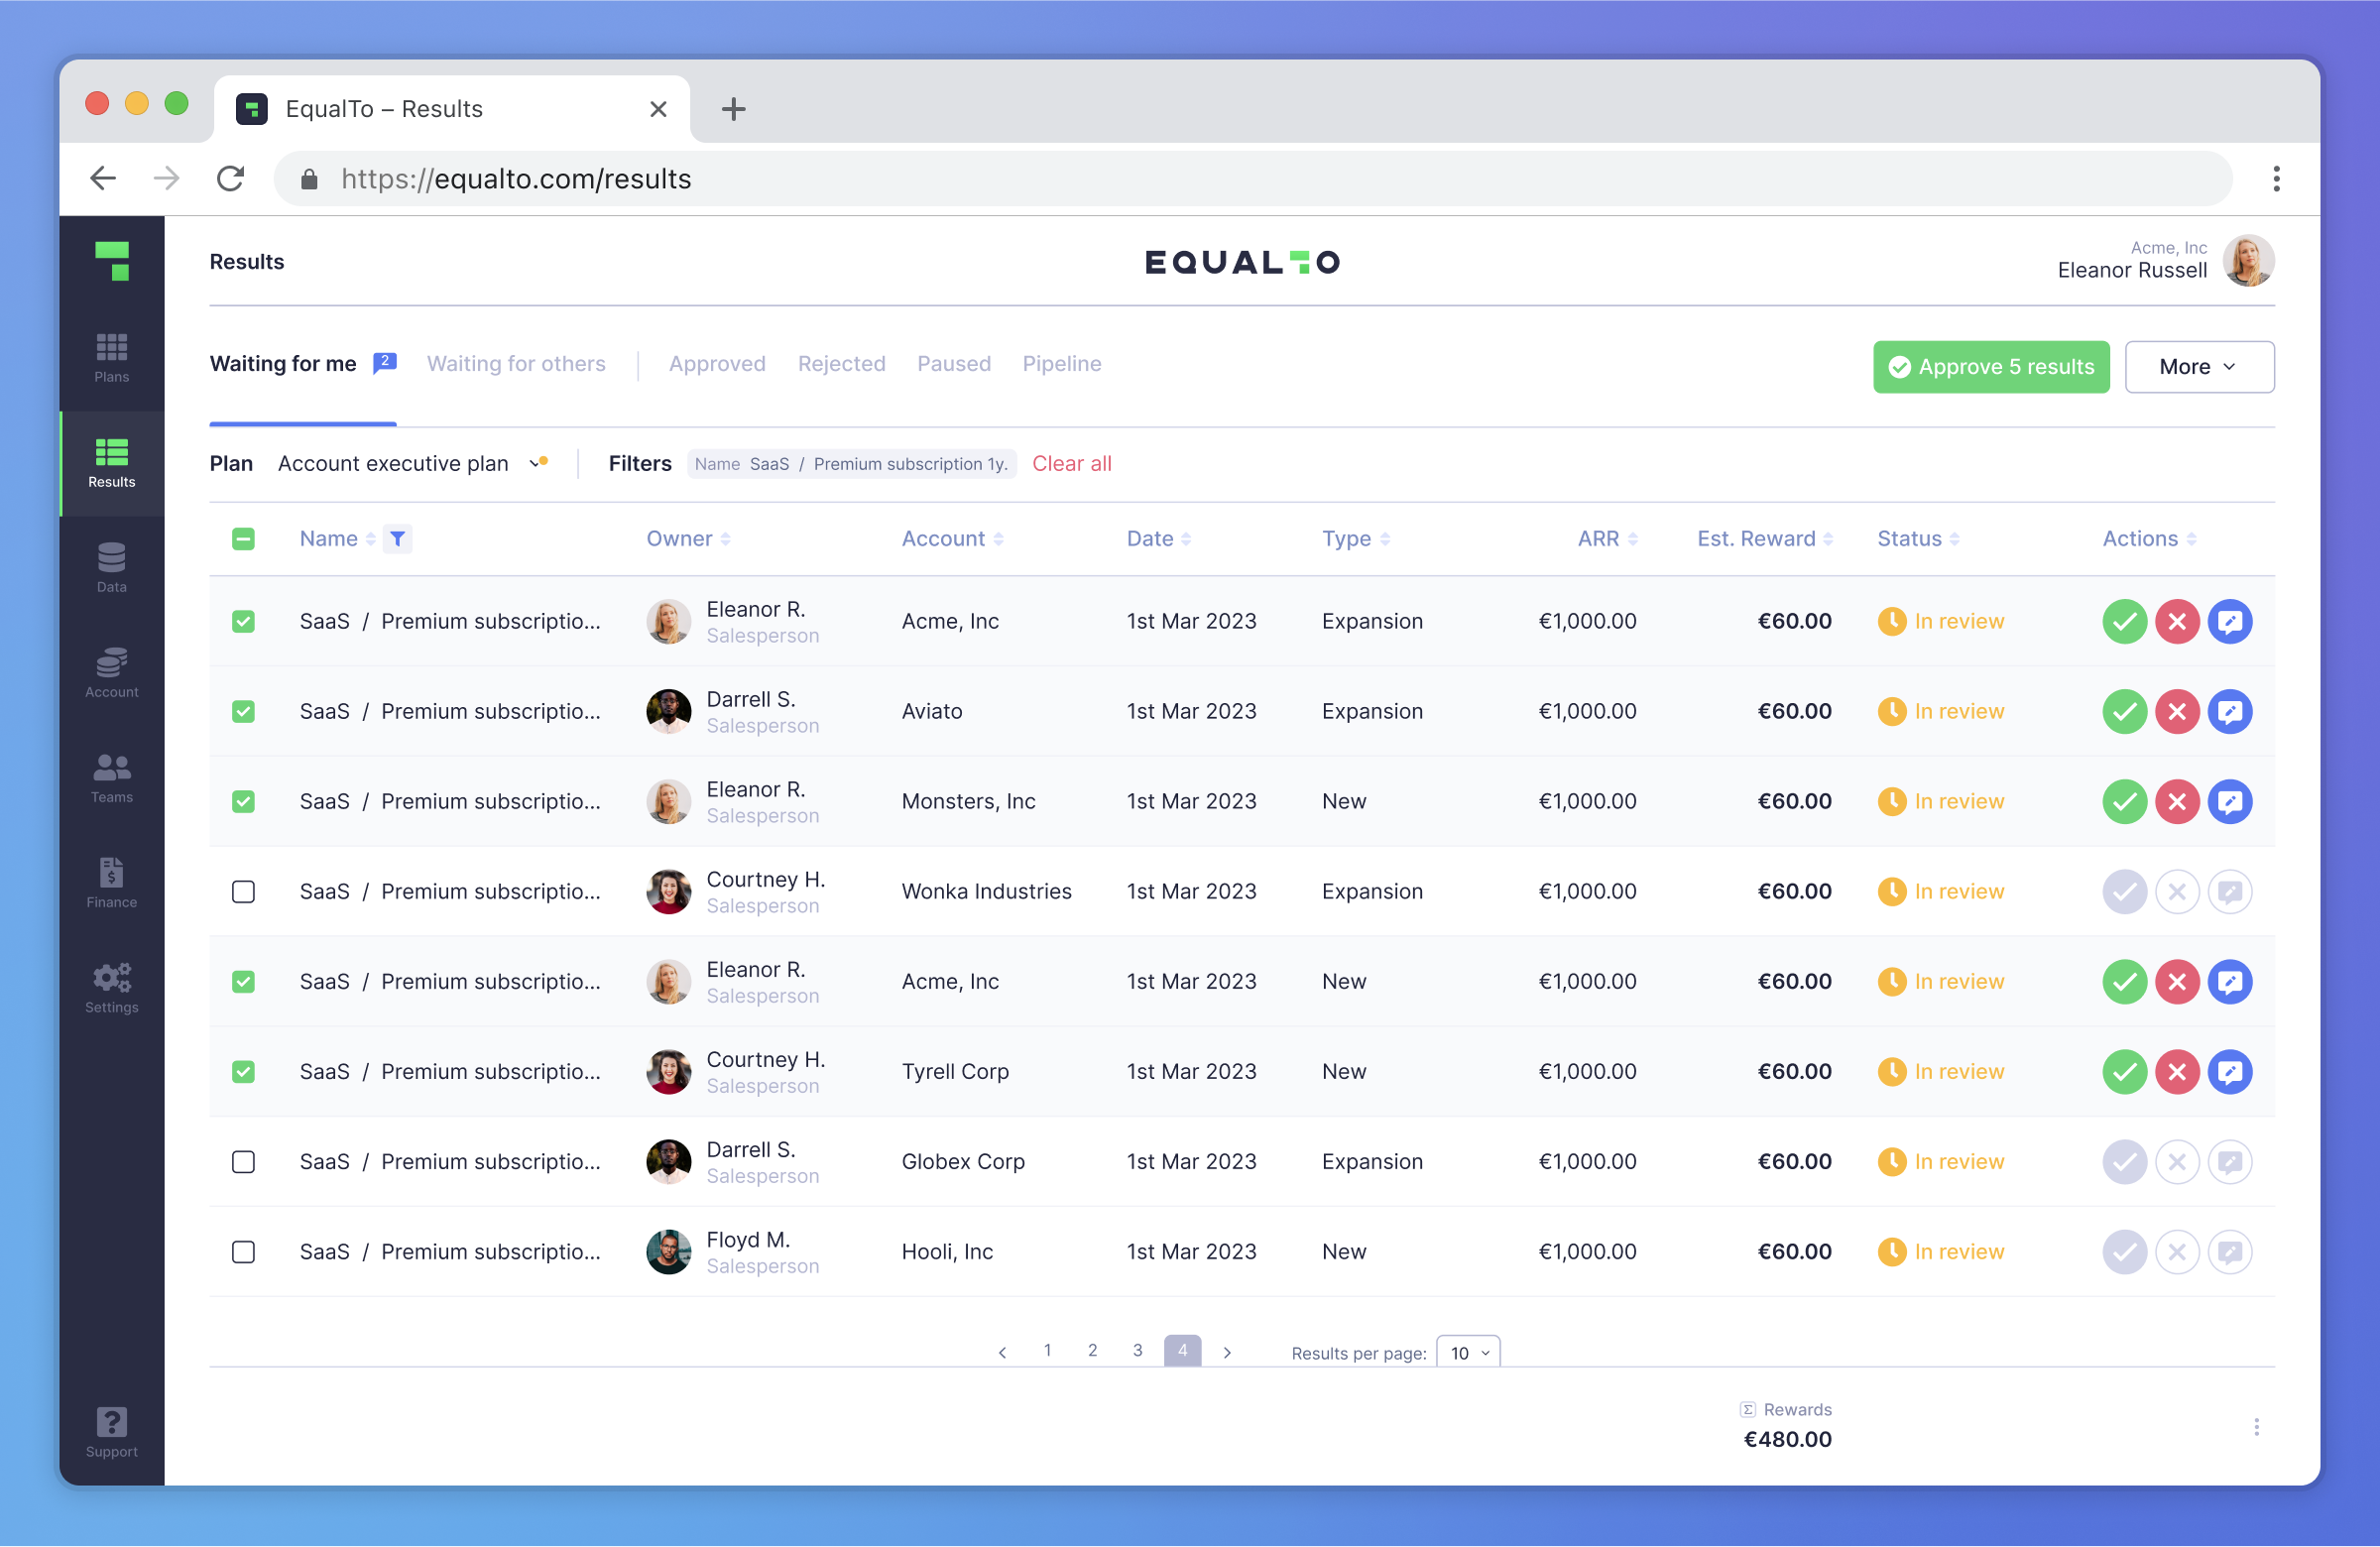 EqualTo – Results
https://equalto.com/results
Results
EQUALTO
Acme, Inc
Eleanor Russell
Plans
Results
Data
Account
Teams
Finance
Settings
Support
Waiting for me 2 Waiting for others Approved Rejected Paused Pipeline
Approve 5 results More
Plan Account executive plan Filters Name SaaS / Premium subscription 1y. Clear all
Name Owner Account Date Type ARR Est. Reward Status Actions
SaaS / Premium subscriptio... Eleanor R. Salesperson Acme, Inc 1st Mar 2023 Expansion €1,000.00 €60.00 In review
SaaS / Premium subscriptio... Darrell S. Salesperson Aviato 1st Mar 2023 Expansion €1,000.00 €60.00 In review
SaaS / Premium subscriptio... Eleanor R. Salesperson Monsters, Inc 1st Mar 2023 New €1,000.00 €60.00 In review
SaaS / Premium subscriptio... Courtney H. Salesperson Wonka Industries 1st Mar 2023 Expansion €1,000.00 €60.00 In review
SaaS / Premium subscriptio... Eleanor R. Salesperson Acme, Inc 1st Mar 2023 New €1,000.00 €60.00 In review
SaaS / Premium subscriptio... Courtney H. Salesperson Tyrell Corp 1st Mar 2023 New €1,000.00 €60.00 In review
SaaS / Premium subscriptio... Darrell S. Salesperson Globex Corp 1st Mar 2023 Expansion €1,000.00 €60.00 In review
SaaS / Premium subscriptio... Floyd M. Salesperson Hooli, Inc 1st Mar 2023 New €1,000.00 €60.00 In review
1 2 3 4 Results per page: 10
Σ Rewards
€480.00